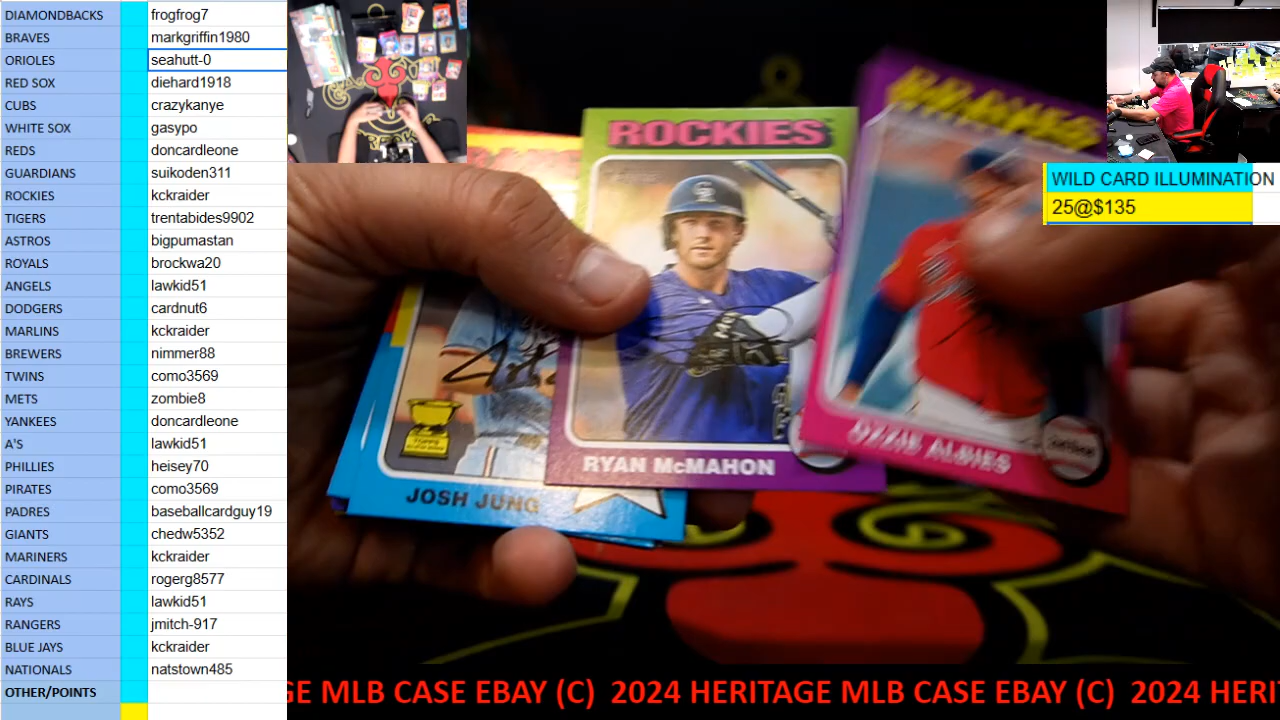 DIAMONDBACKS frogfrog7
BRAVES markgriffin1980
ORIOLES seahutt-0
RED SOX diehard1918
CUBS crazykanye
WHITE SOX gasypo
REDS doncardleone
GUARDIANS suikoden311
ROCKIES kckraider
TIGERS trentabides9902
ASTROS bigpumastan
ROYALS brockwa20
ANGELS lawkid51
DODGERS cardnut6
MARLINS kckraider
BREWERS nimmer88
TWINS como3569
METS zombie8
YANKEES doncardleone
A'S lawkid51
PHILLIES heisey70
PIRATES como3569
PADRES baseballcardguy19
GIANTS chedw5352
MARINERS kckraider
CARDINALS rogerg8577
RAYS lawkid51
RANGERS jmitch-917
BLUE JAYS kckraider
NATIONALS natstown485
OTHER/POINTS
WILD CARD ILLUMINATION
25@$135
ROCKIES
RYAN McMAHON
BRAVES
OZZIE ALBIES
JOSH JUNG
GE MLB CASE EBAY (C) 2024 HERITAGE MLB CASE EBAY (C) 2024 HERI